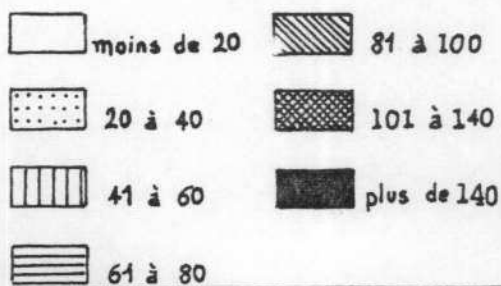 moins de 20
20 à 40
41 à 60
61 à 80
81 à 100
101 à 140
plus de 140